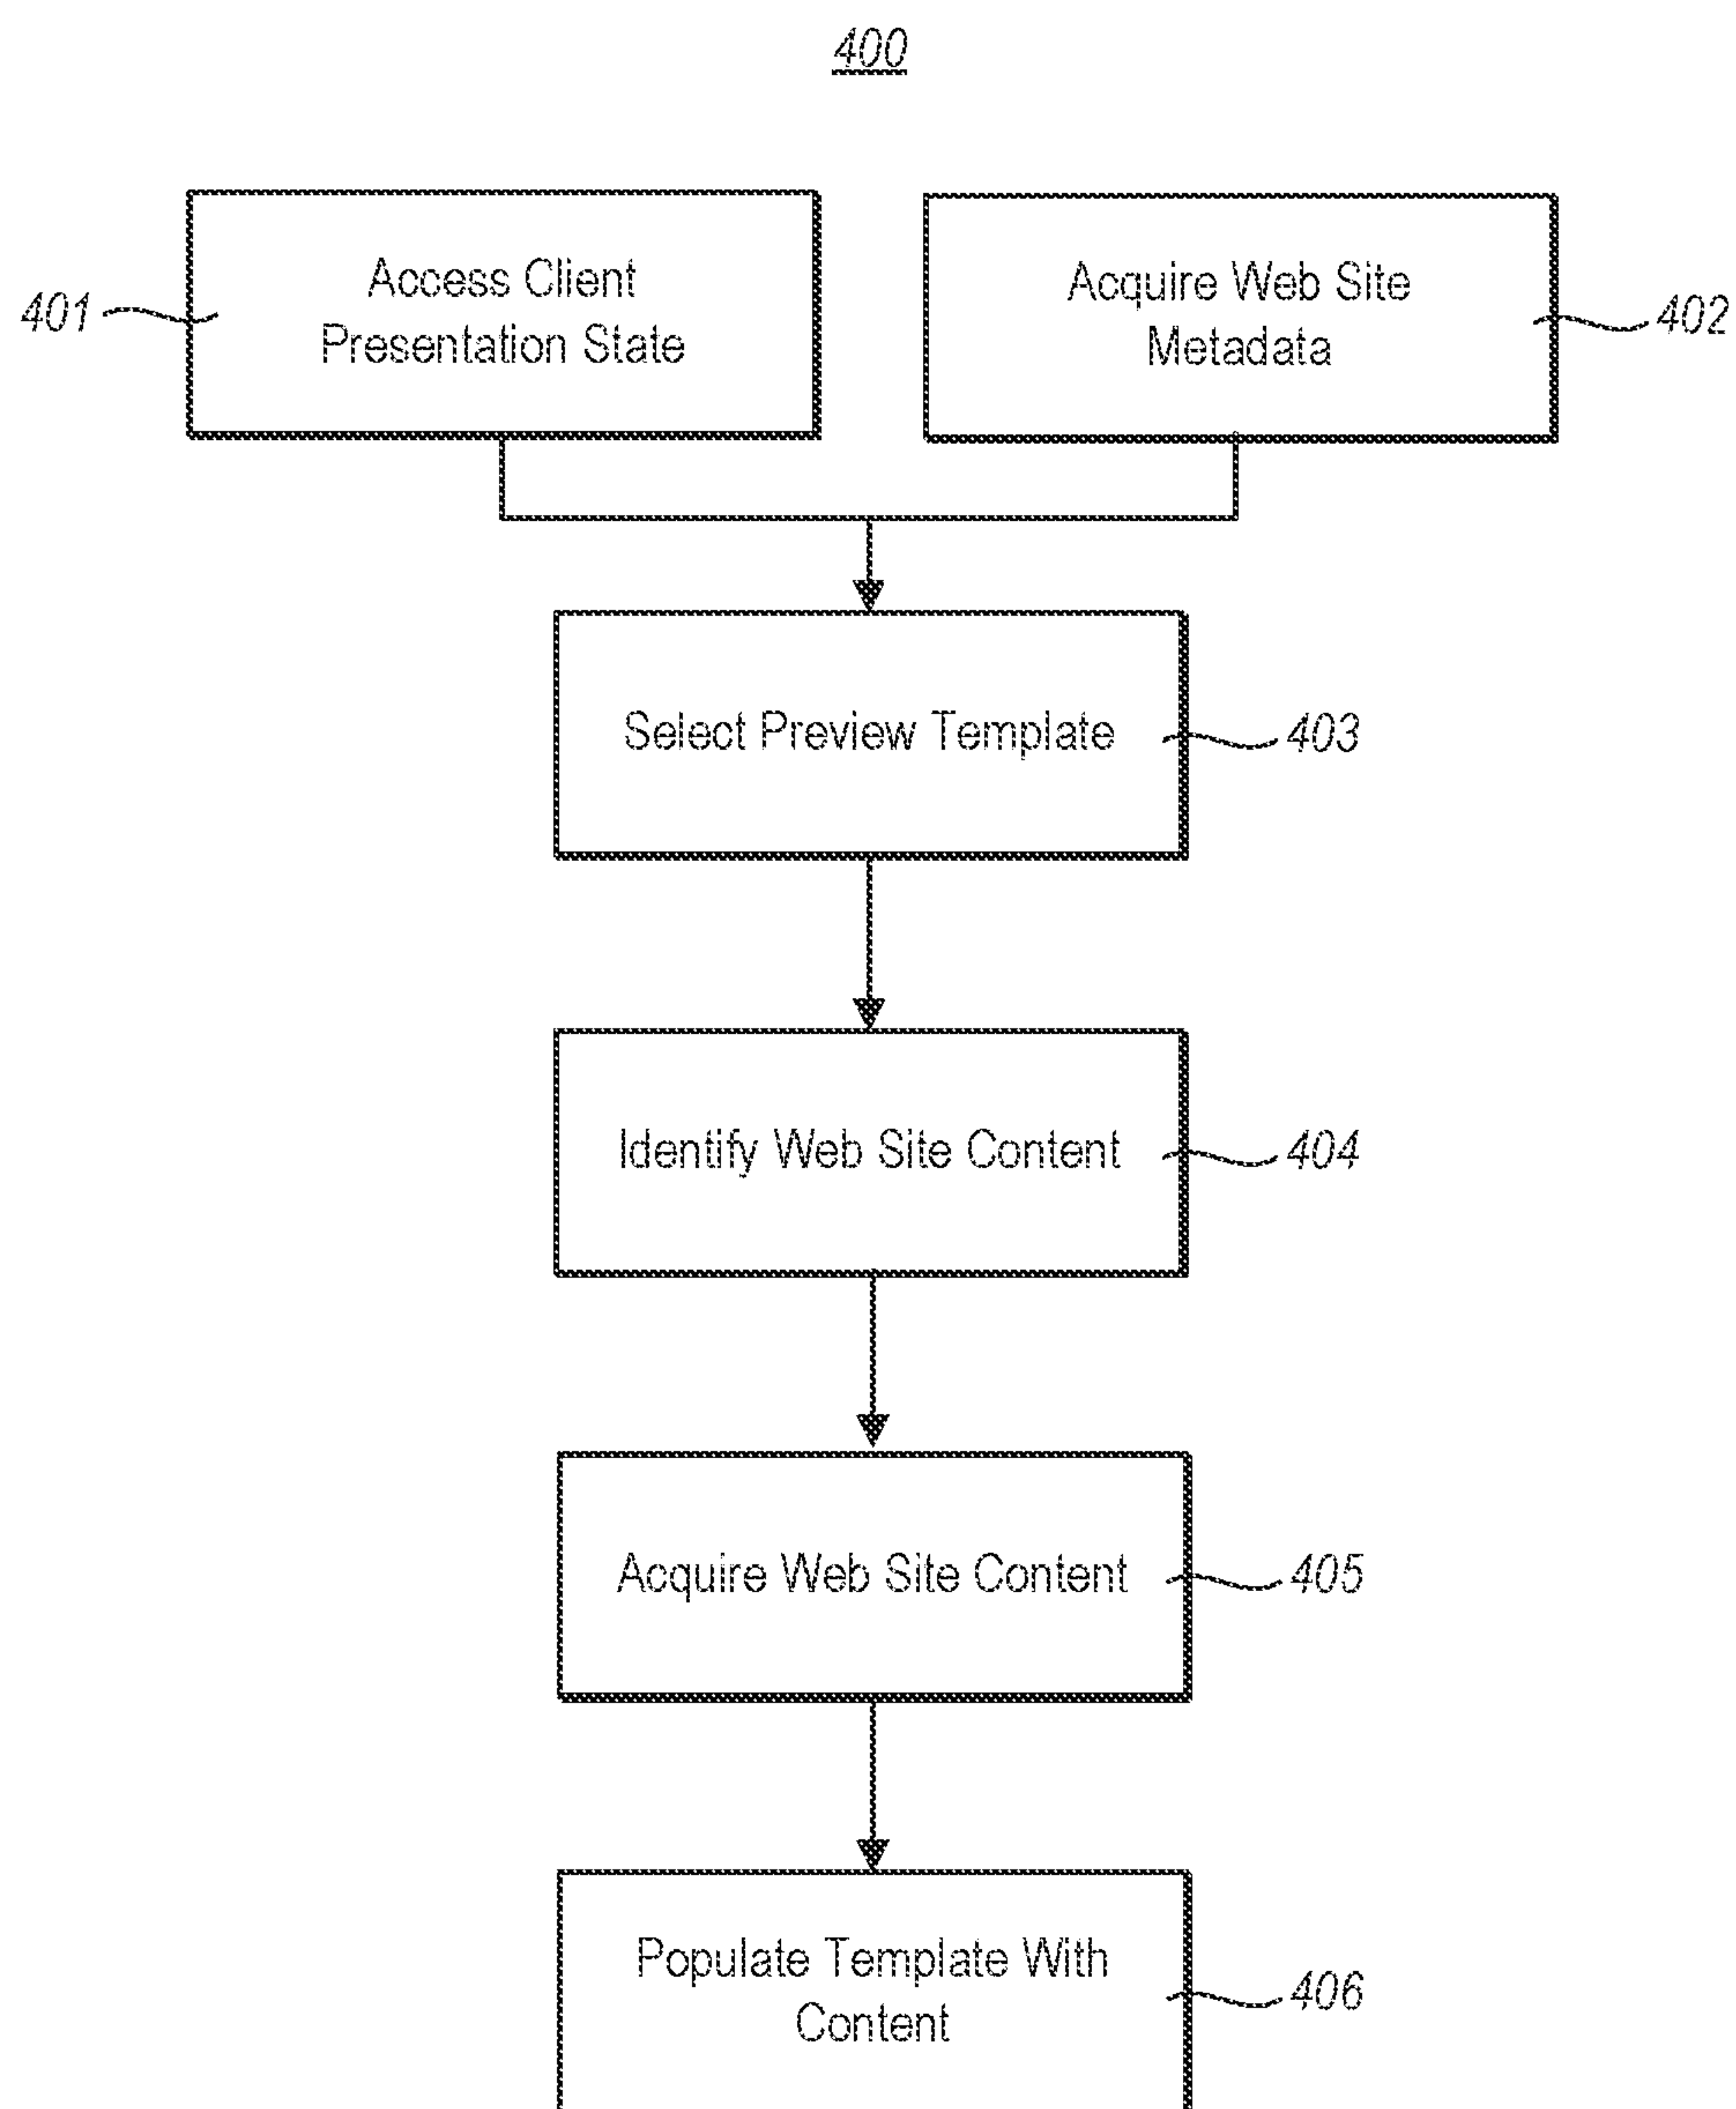 400
Access Client
Presentation State
401
Acquire Web Site
Metadata
402
Select Preview Template
403
Identify Web Site Content
404
Acquire Web Site Content
405
Populate Template With
Content
406